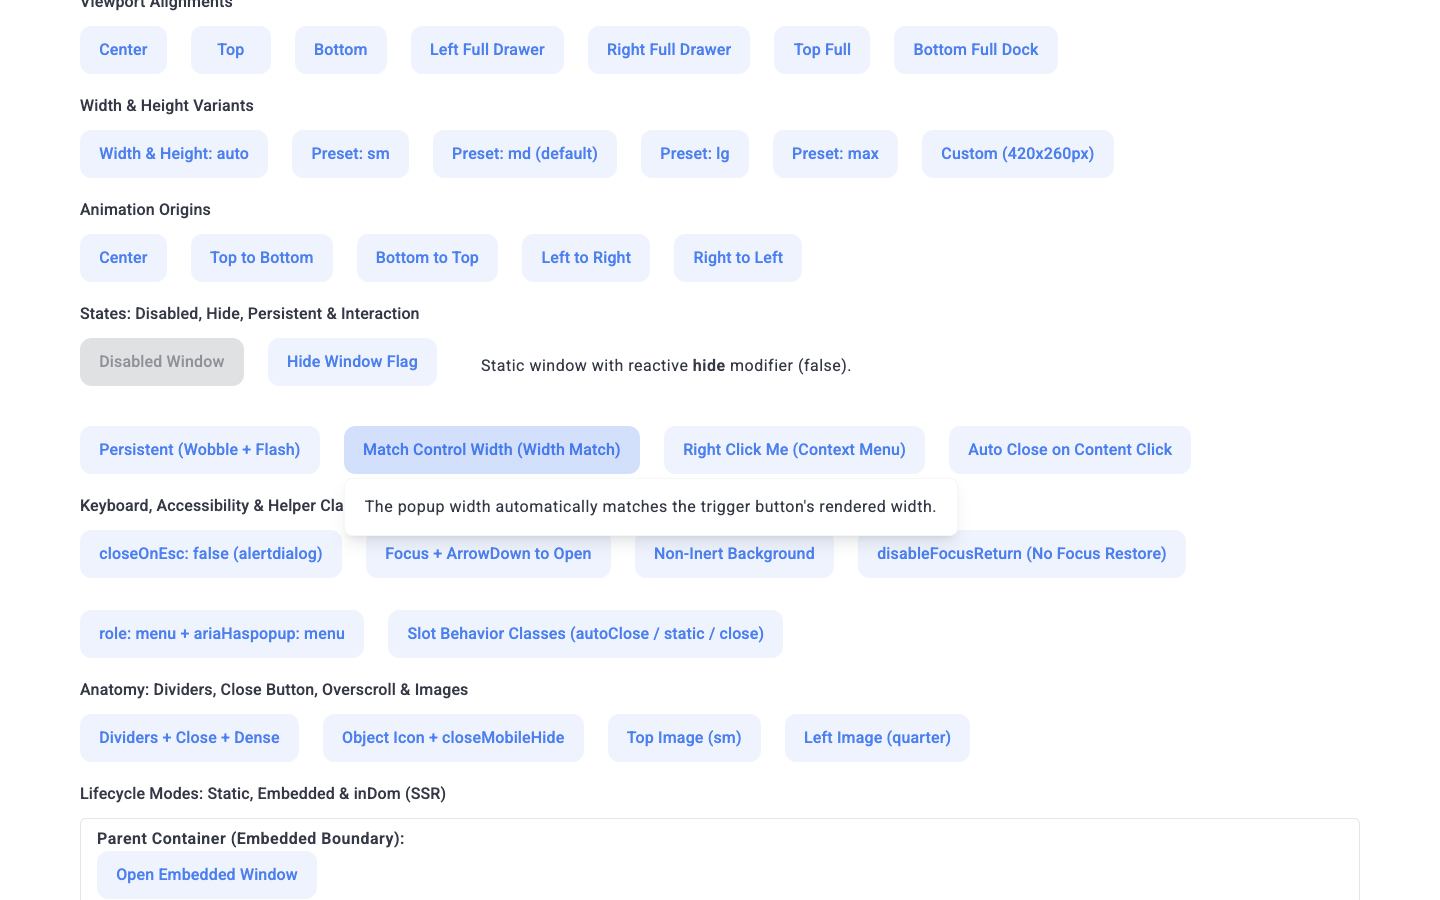 Viewport Alignments
Center Top Bottom Left Full Drawer Right Full Drawer Top Full Bottom Full Dock
Width & Height Variants
Width & Height: auto Preset: sm Preset: md (default) Preset: lg Preset: max Custom (420x260px)
Animation Origins
Center Top to Bottom Bottom to Top Left to Right Right to Left
States: Disabled, Hide, Persistent & Interaction
Disabled Window Hide Window Flag Static window with reactive hide modifier (false).
Persistent (Wobble + Flash) Match Control Width (Width Match) Right Click Me (Context Menu) Auto Close on Content Click
Keyboard, Accessibility & Helper Cla
The popup width automatically matches the trigger button's rendered width.
closeOnEsc: false (alertdialog) Focus + ArrowDown to Open Non-Inert Background disableFocusReturn (No Focus Restore)
role: menu + ariaHaspopup: menu Slot Behavior Classes (autoClose / static / close)
Anatomy: Dividers, Close Button, Overscroll & Images
Dividers + Close + Dense Object Icon + closeMobileHide Top Image (sm) Left Image (quarter)
Lifecycle Modes: Static, Embedded & inDom (SSR)
Parent Container (Embedded Boundary):
Open Embedded Window